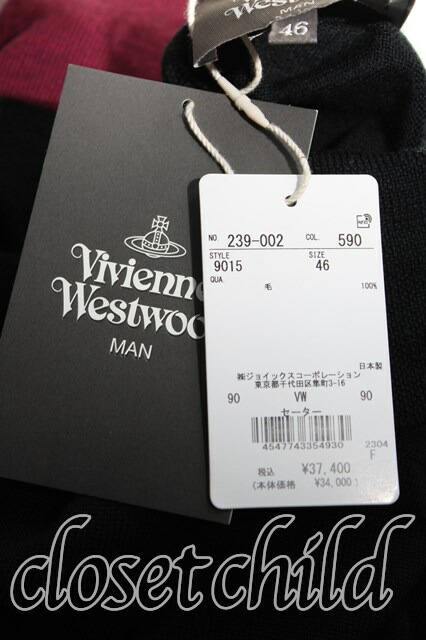 Westwood
MAN
46
Vivienne
Westwoo
MAN
NO. 239-002 COL. 590
STYLE SIZE
9015 46
QUA.
毛 100%
日本製
㈱ジョイックスコーポレーション
東京都千代田区隼町3-16
90 VW 90
セーター
4547743354930
2304
F
税込 ¥37,400
(本体価格 ¥34,000)
closet child